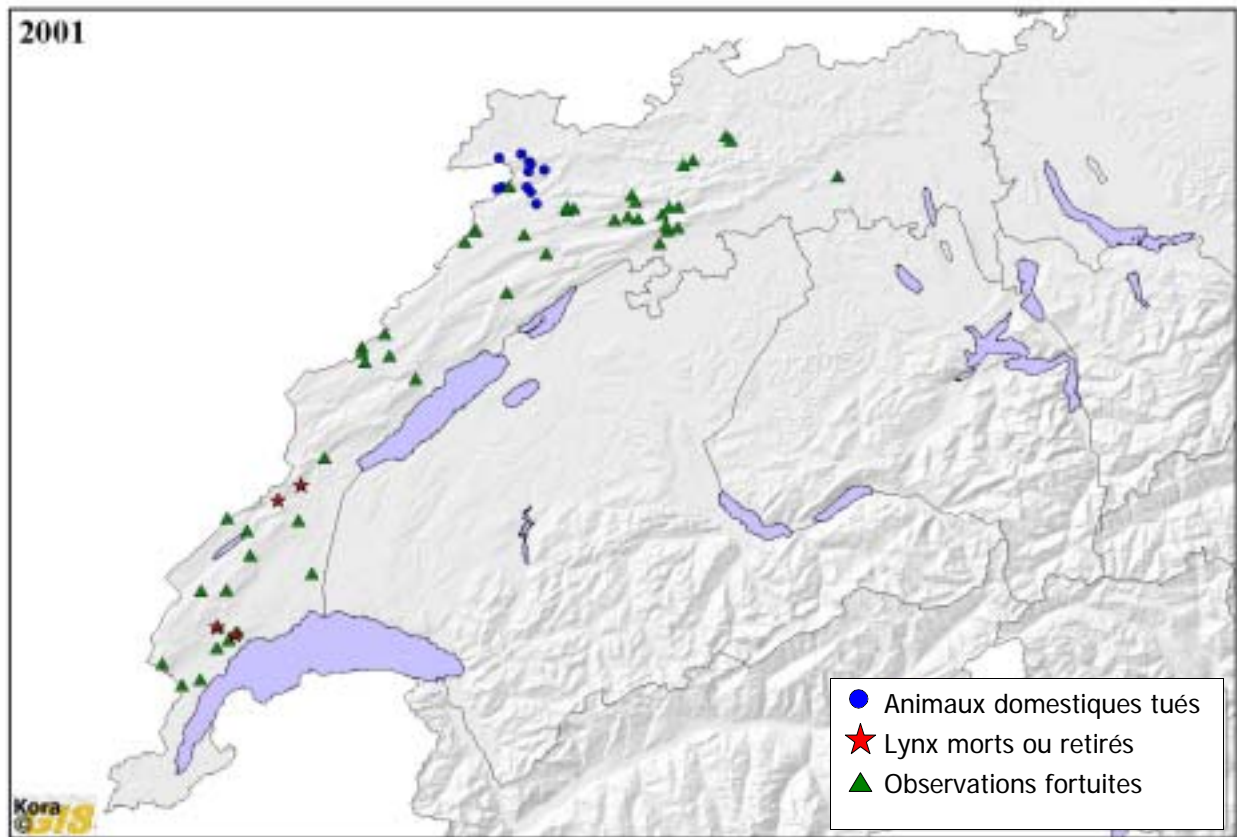 2001
Animaux domestiques tués
Lynx morts ou retirés
Observations fortuites
Kora
© GIS